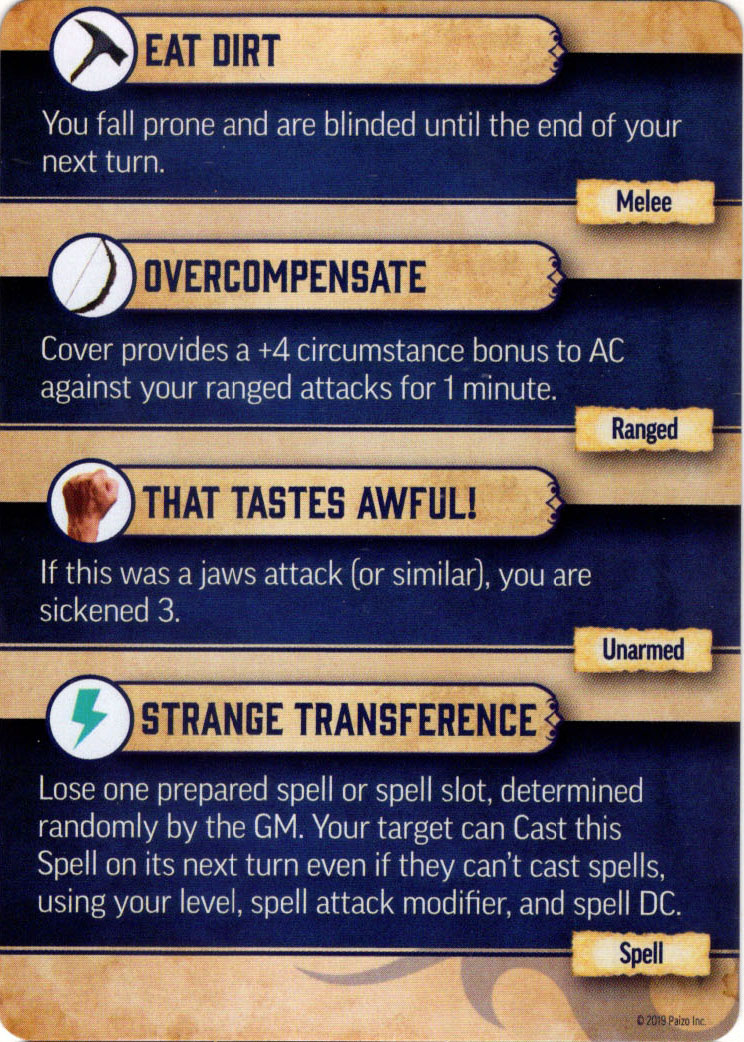 EAT DIRT
You fall prone and are blinded until the end of your
next turn.
Melee
OVERCOMPENSATE
Cover provides a +4 circumstance bonus to AC
against your ranged attacks for 1 minute.
Ranged
THAT TASTES AWFUL!
If this was a jaws attack (or similar), you are
sickened 3.
Unarmed
STRANGE TRANSFERENCE
Lose one prepared spell or spell slot, determined
randomly by the GM. Your target can Cast this
Spell on its next turn even if they can't cast spells,
using your level, spell attack modifier, and spell DC.
Spell
© 2019 Paizo Inc.